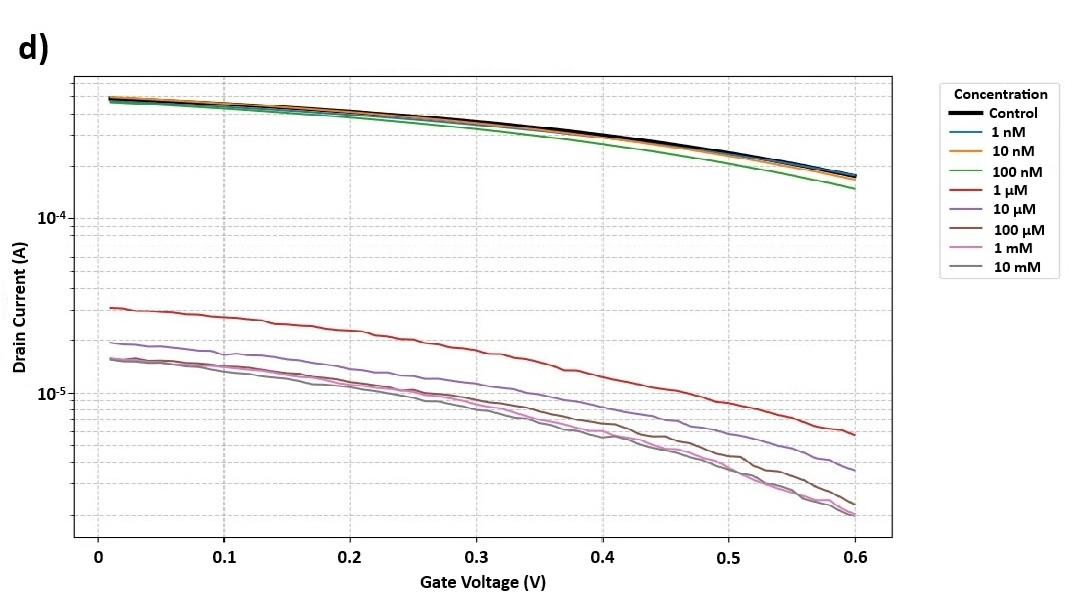 d)
Drain Current (A)
10-4
10-5
0 0.1 0.2 0.3 0.4 0.5 0.6
Gate Voltage (V)
Concentration
Control
1 nM
10 nM
100 nM
1 µM
10 µM
100 µM
1 mM
10 mM